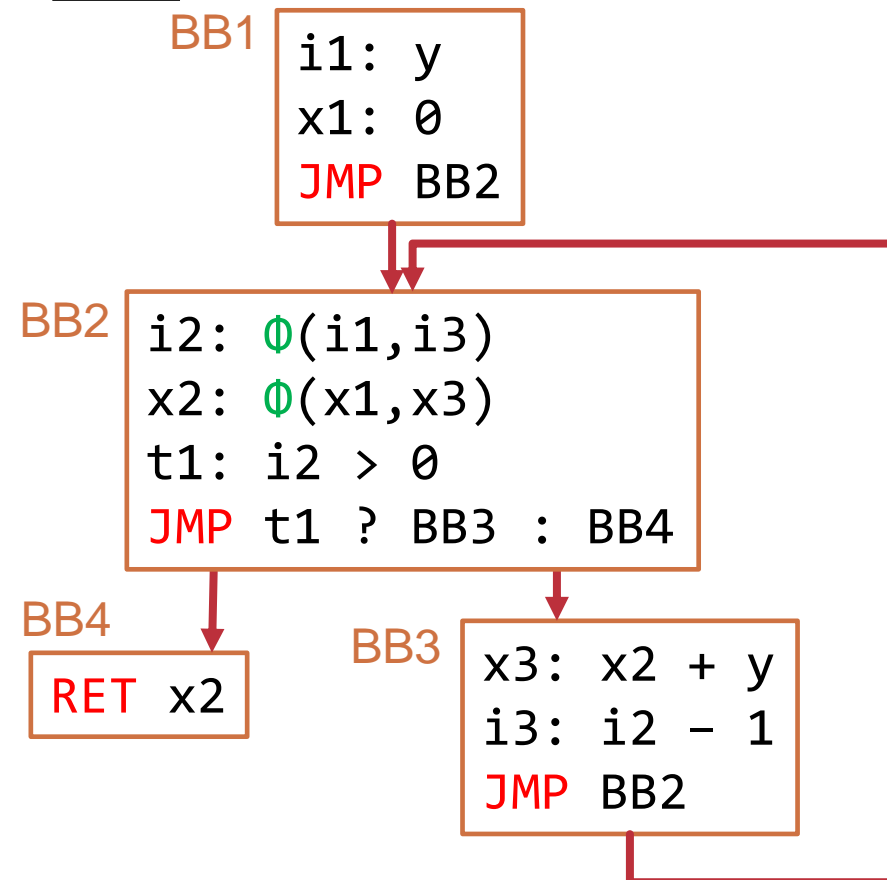 BB1
i1: y
x1: 0
JMP BB2
BB2
i2: Φ(i1,i3)
x2: Φ(x1,x3)
t1: i2 > 0
JMP t1 ? BB3 : BB4
BB4
RET x2
BB3
x3: x2 + y
i3: i2 – 1
JMP BB2